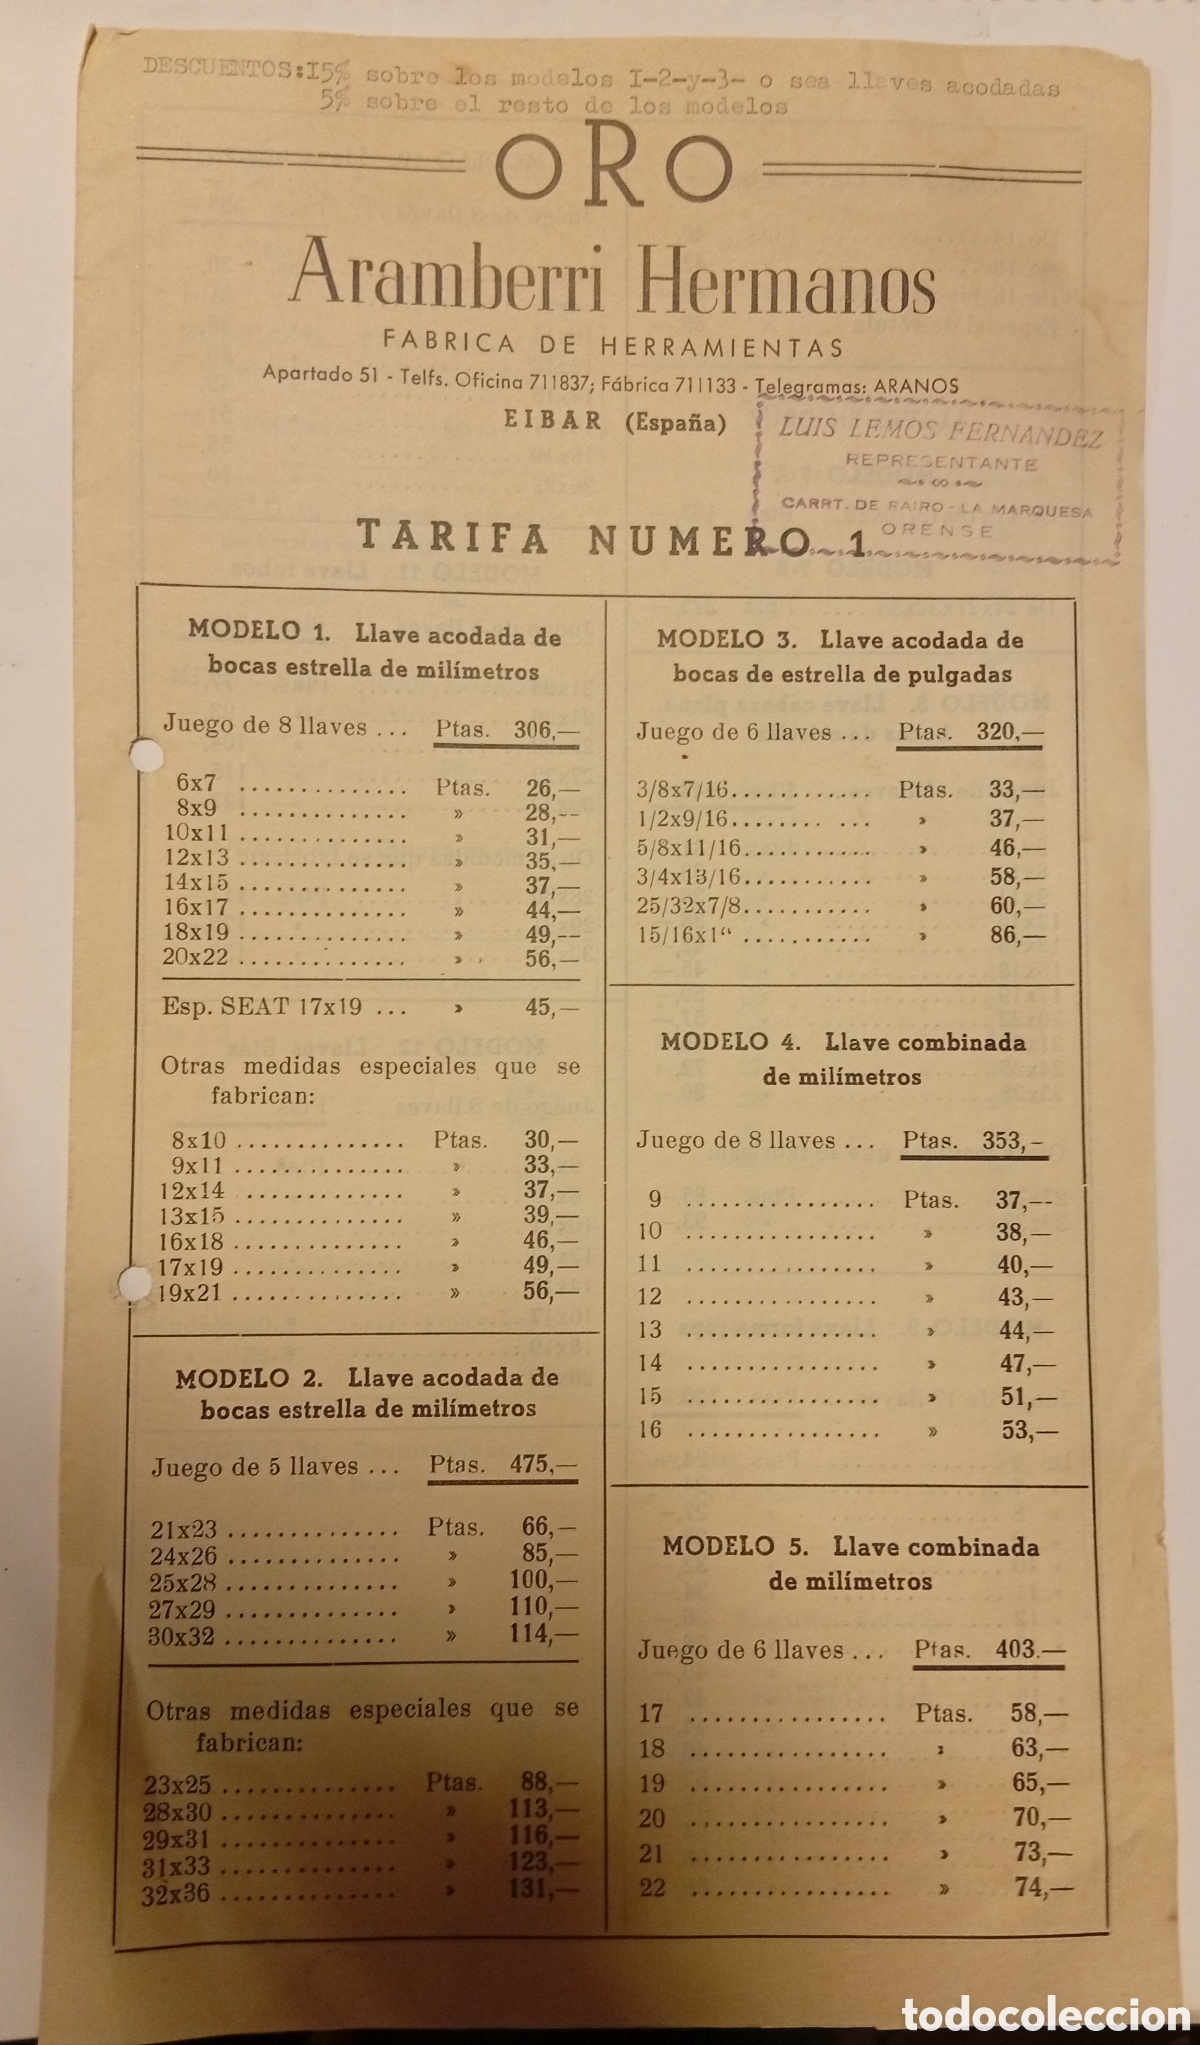 DESCUENTOS:I5% sobre los modelos I-2-y-3- o sea llaves acodadas
5% sobre el resto de los modelos
ORO
Aramberri Hermanos
FABRICA DE HERRAMIENTAS
Apartado 51 - Telfs. Oficina 711837; Fábrica 711133 - Telegramas: ARANOS
EIBAR (España)
LUIS LEMOS FERNANDEZ
REPRESENTANTE
CARRT. DE RAIRO - LA MARQUESA
ORENSE
TARIFA NUMERO 1
MODELO 1. Llave acodada de
bocas estrella de milímetros
Juego de 8 llaves ... Ptas. 306,—
6x7 .............. Ptas. 26,—
8x9 .............. » 28,--
10x11 .............. » 31,—
12x13 .............. » 35,—
14x15 .............. » 37,—
16x17 .............. » 44,—
18x19 .............. » 49,--
20x22 .............. » 56,—
Esp. SEAT 17x19 ... » 45,—
Otras medidas especiales que se
fabrican:
8x10 .............. Ptas. 30,—
9x11 .............. » 33,—
12x14 ............. » 37,—
13x15 .............. » 39,—
16x18 .............. » 46,—
17x19 .............. » 49,—
19x21 .............. » 56,—
MODELO 2. Llave acodada de
bocas estrella de milímetros
Juego de 5 llaves ... Ptas. 475,—
21x23 .............. Ptas. 66,—
24x26 .............. » 85,—
25x28 .............. » 100,—
27x29 .............. » 110,—
30x32 .............. » 114,—
Otras medidas especiales que se
fabrican:
23x25 .............. Ptas. 88,—
28x30 .............. » 113,—
29x31 .............. » 116,—
31x33 .............. » 123,—
32x36 .............. » 131,—
MODELO 3. Llave acodada de
bocas de estrella de pulgadas
Juego de 6 llaves ... Ptas. 320,—
3/8x7/16............ Ptas. 33,—
1/2x9/16........ ... » 37,—
5/8x11/16........... » 46,—
3/4x13/16........... » 58,—
25/32x7/8........... » 60,—
15/16x1“ ........... » 86,—
MODELO 4. Llave combinada
de milímetros
Juego de 8 llaves ... Ptas. 353,–
9 ................ Ptas. 37,--
10 ................ » 38,—
11 ................ » 40,—
12 ................ » 43,—
13 ................ » 44,—
14 ................ » 47,—
15 ................ » 51,—
16 ................ » 53,—
MODELO 5. Llave combinada
de milímetros
Juego de 6 llaves ... Ptas. 403.—
17 ................ Ptas. 58,—
18 ................ » 63,—
19 ................ » 65,—
20 ................ » 70,—
21 ................ » 73,—
22 ................ » 74,—
todocoleccion